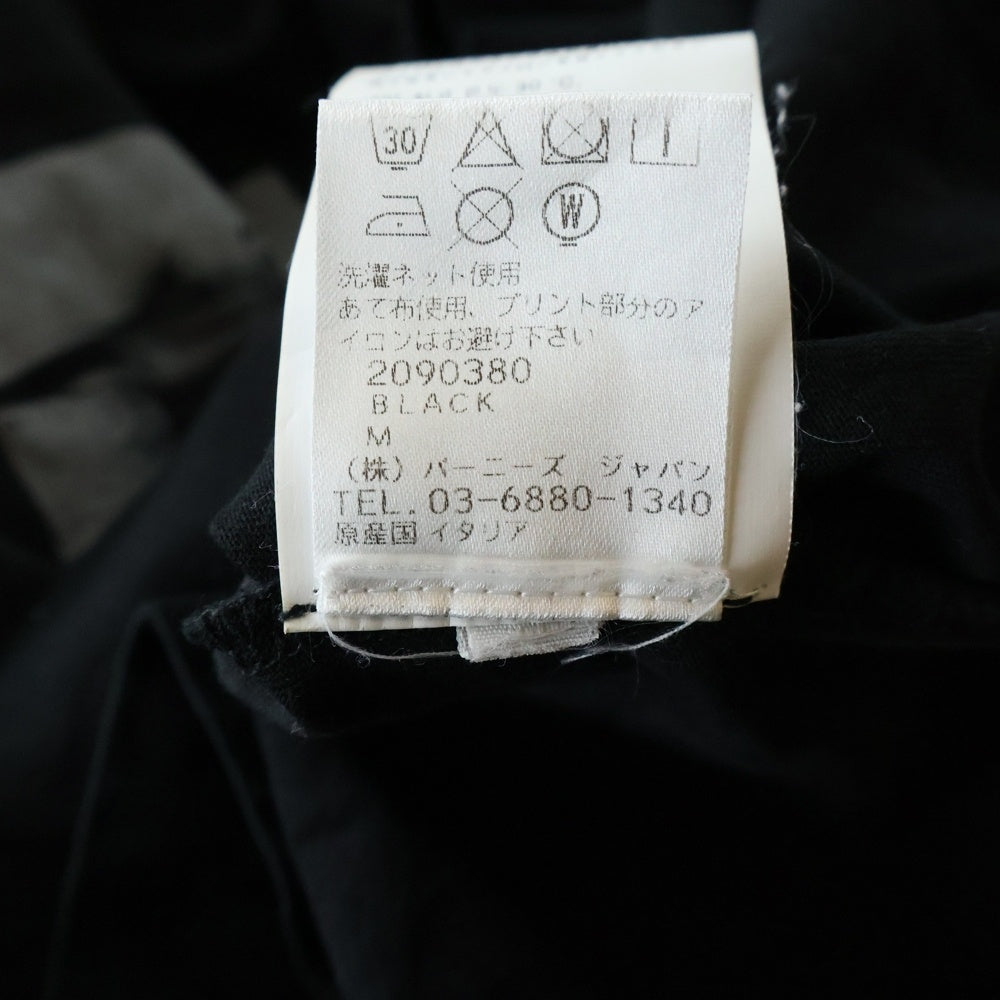 30
W
洗濯ネット使用
あて布使用、プリント部分のア
イロンはお避け下さい
2090380
BLACK
M
(株) バーニーズ ジャパン
TEL. 03-6880-1340
原産国 イタリア